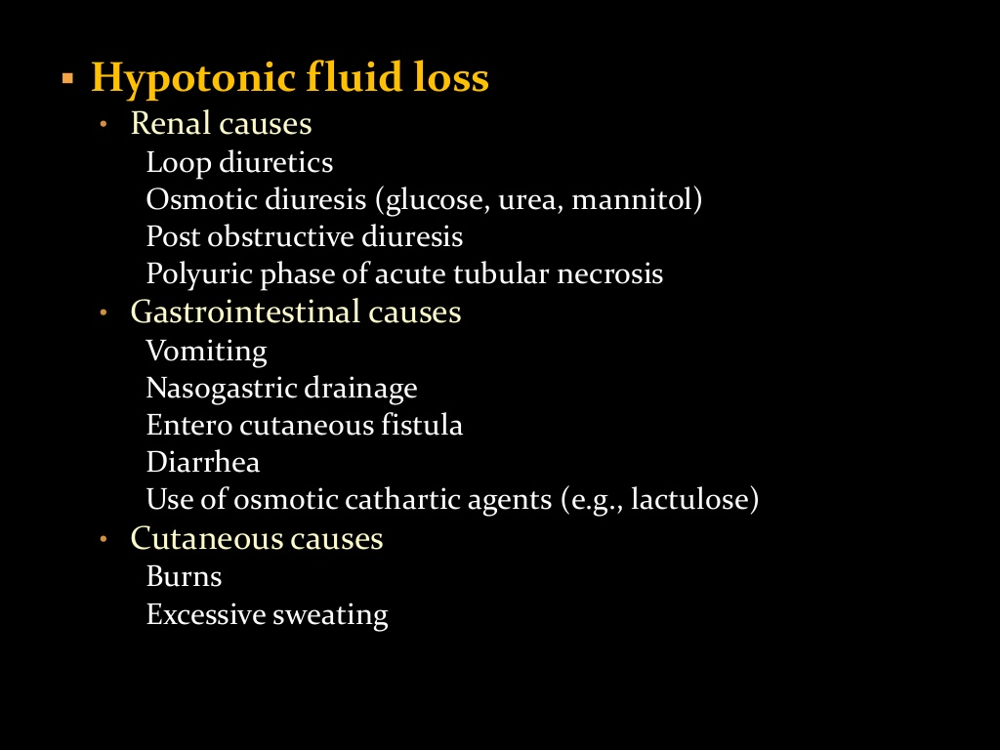 Hypotonic fluid loss
Renal causes
Loop diuretics
Osmotic diuresis (glucose, urea, mannitol)
Post obstructive diuresis
Polyuric phase of acute tubular necrosis
Gastrointestinal causes
Vomiting
Nasogastric drainage
Entero cutaneous fistula
Diarrhea
Use of osmotic cathartic agents (e.g., lactulose)
Cutaneous causes
Burns
Excessive sweating